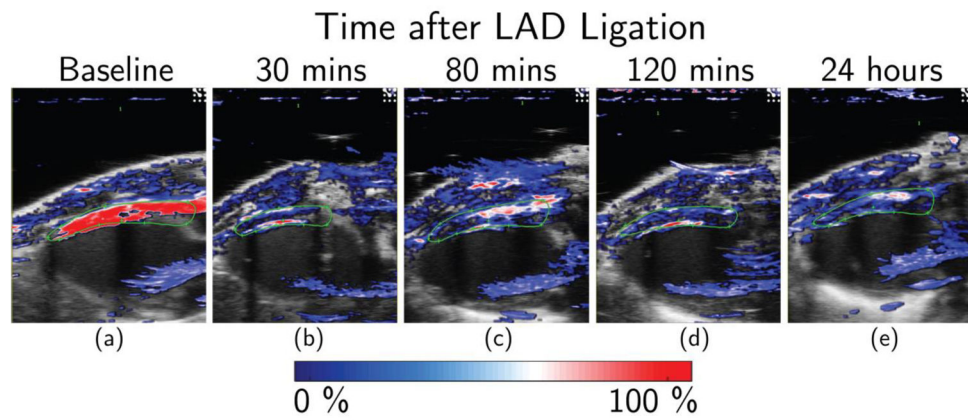 Time after LAD Ligation
Baseline 30 mins 80 mins 120 mins 24 hours
(a) (b) (c) (d) (e)
0 % 100 %